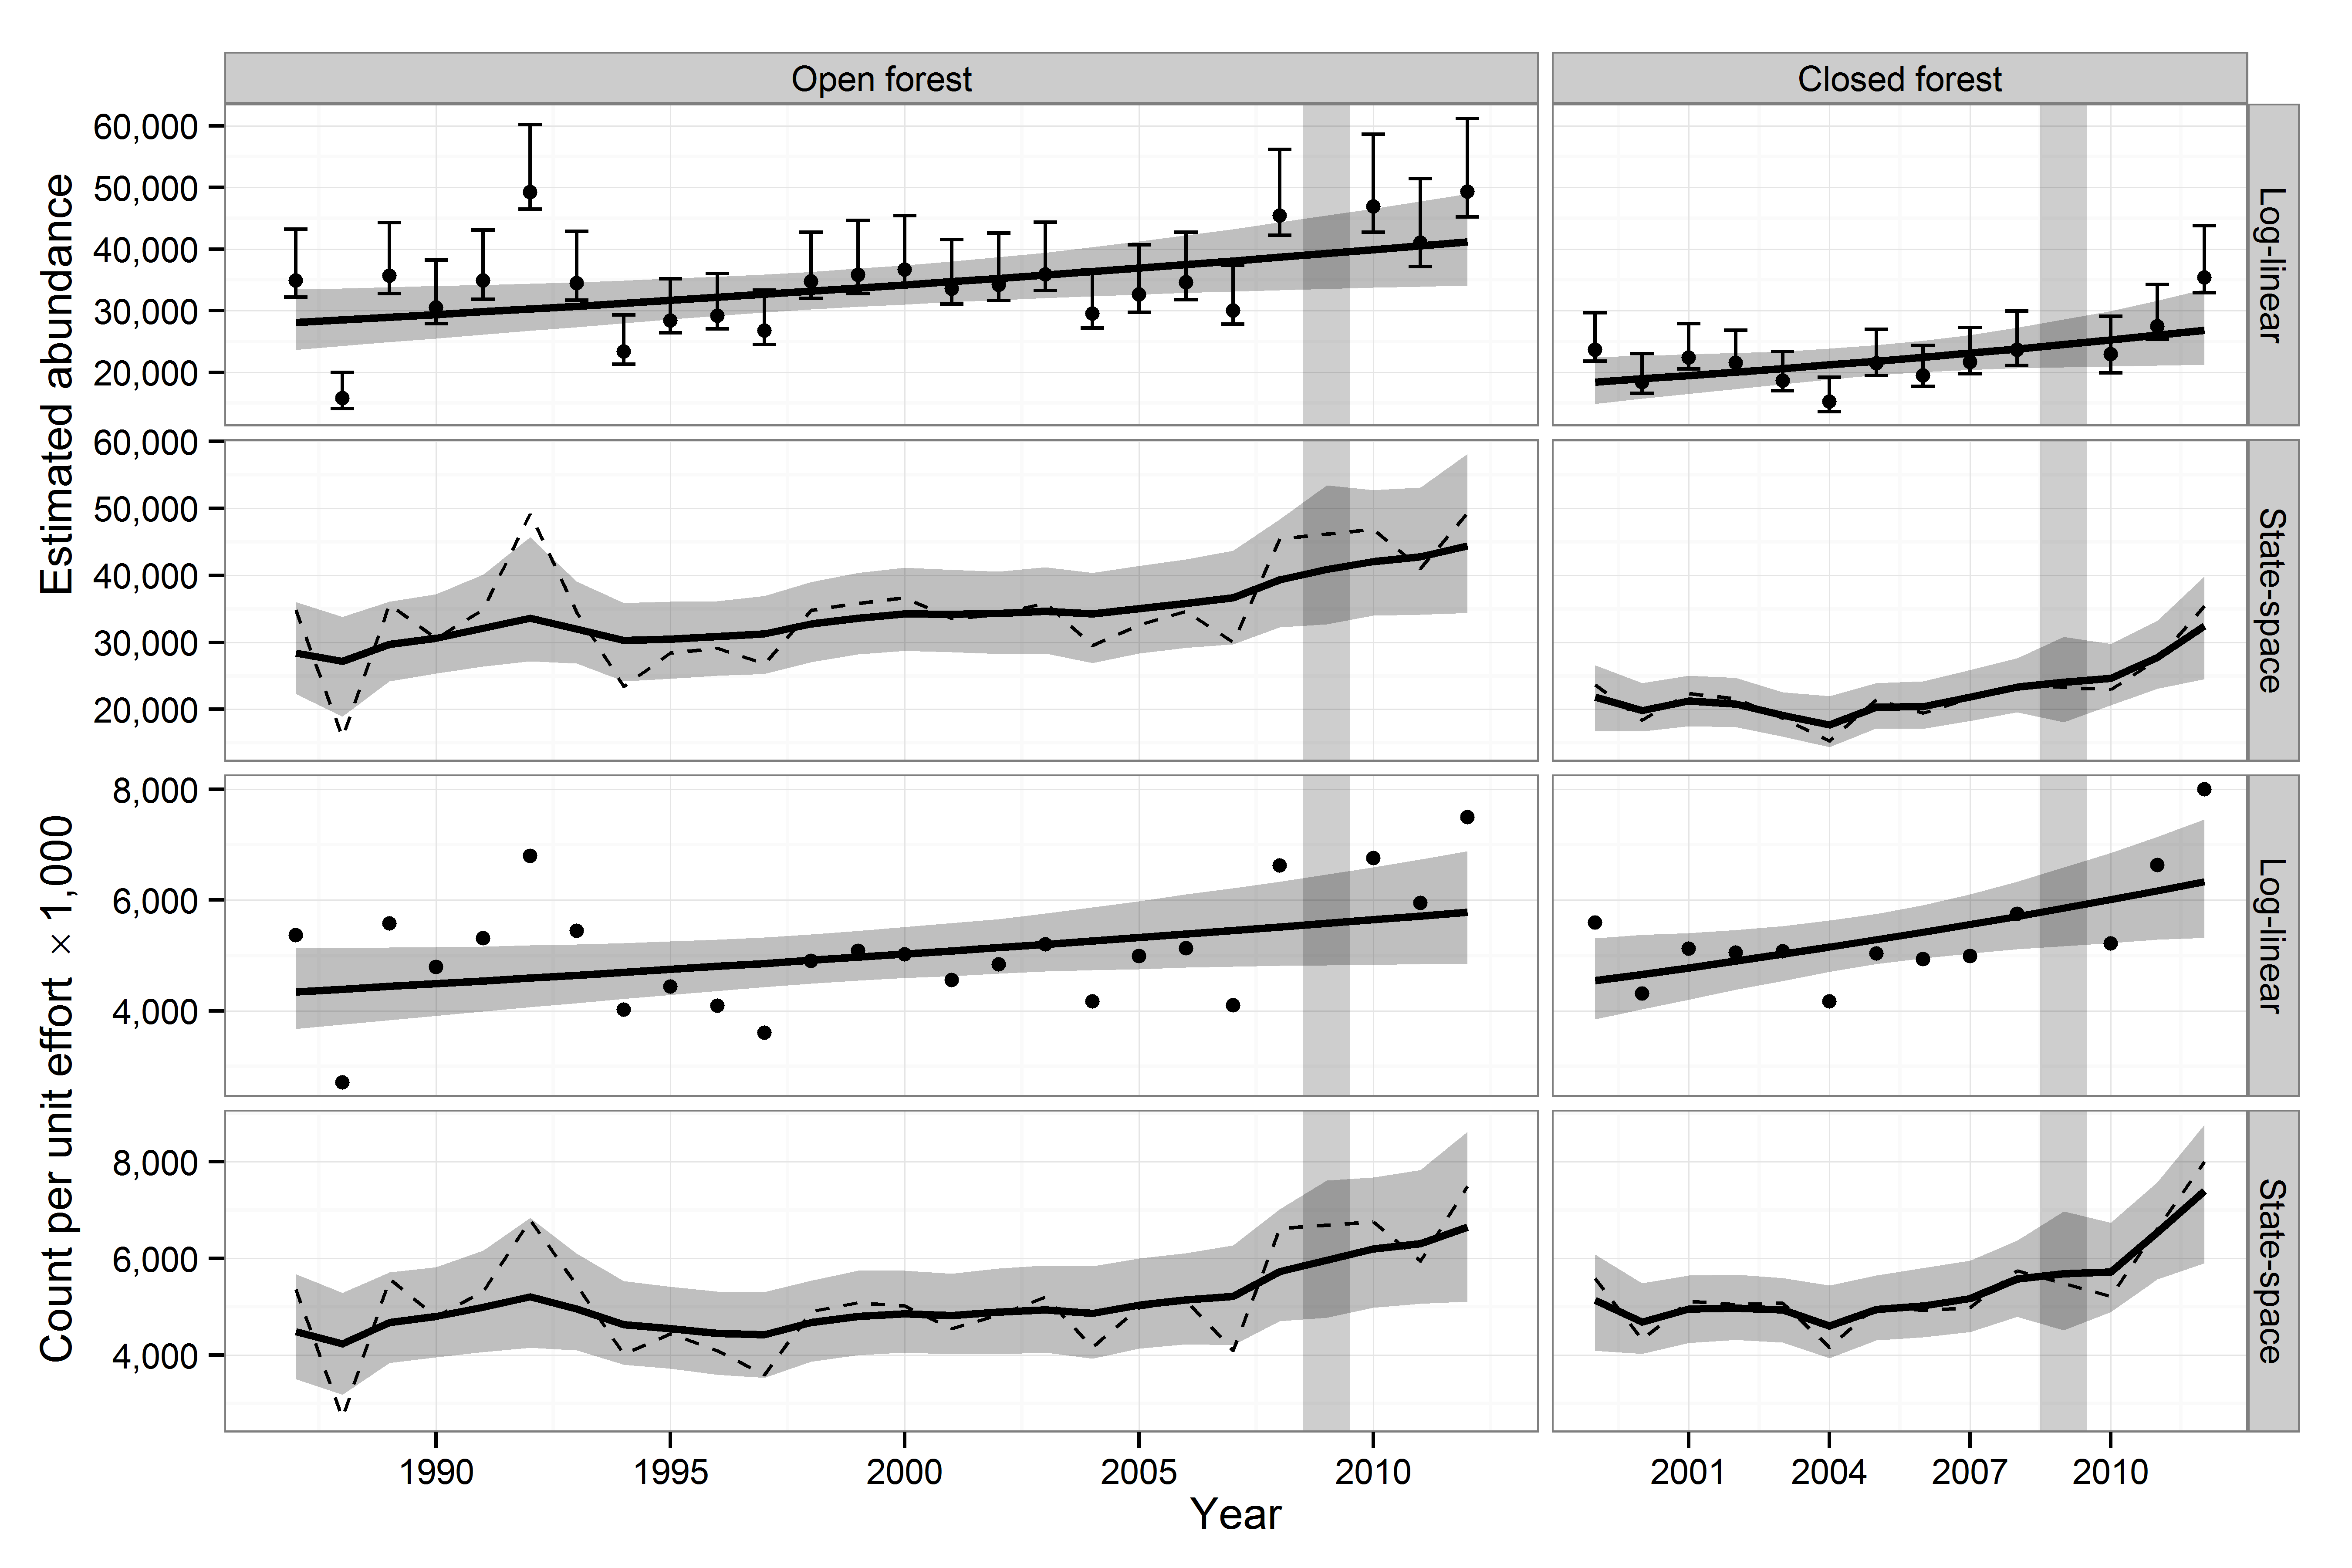 Open forest
Closed forest
Estimated abundance
60,000
50,000
40,000
30,000
20,000
Log-linear
60,000
50,000
40,000
30,000
20,000
State-space
Count per unit effort × 1,000
8,000
6,000
4,000
Log-linear
8,000
6,000
4,000
State-space
1990 1995 2000 2005 2010 2001 2004 2007 2010
Year